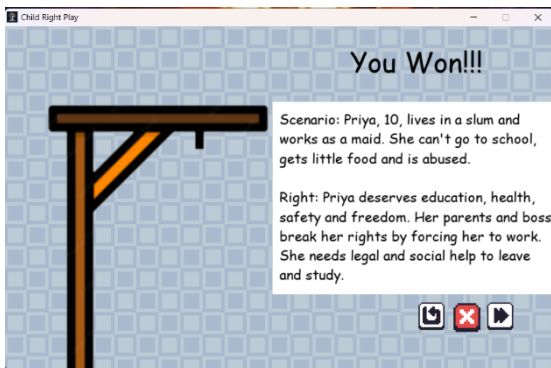 Child Right Play
You Won!!!
Scenario: Priya, 10, lives in a slum and
works as a maid. She can't go to school,
gets little food and is abused.
Right: Priya deserves education, health,
safety and freedom. Her parents and boss
break her rights by forcing her to work.
She needs legal and social help to leave
and study.